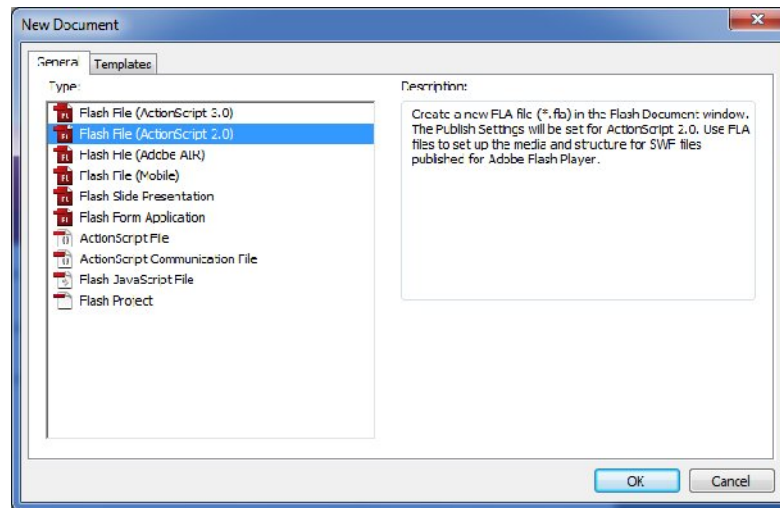 New Document
General
Templates
Type:
Description:
Flash File (ActionScript 3.0)
Flash File (ActionScript 2.0)
Flash File (Adobe AIR)
Flash File (Mobile)
Flash Slide Presentation
Flash Form Application
ActionScript File
ActionScript Communication File
Flash JavaScript File
Flash Project
Create a new FLA file (*.fla) in the Flash Document window.
The Publish Settings will be set for ActionScript 2.0. Use FLA
files to set up the media and structure for SWF files
published for Adobe Flash Player.
OK
Cancel